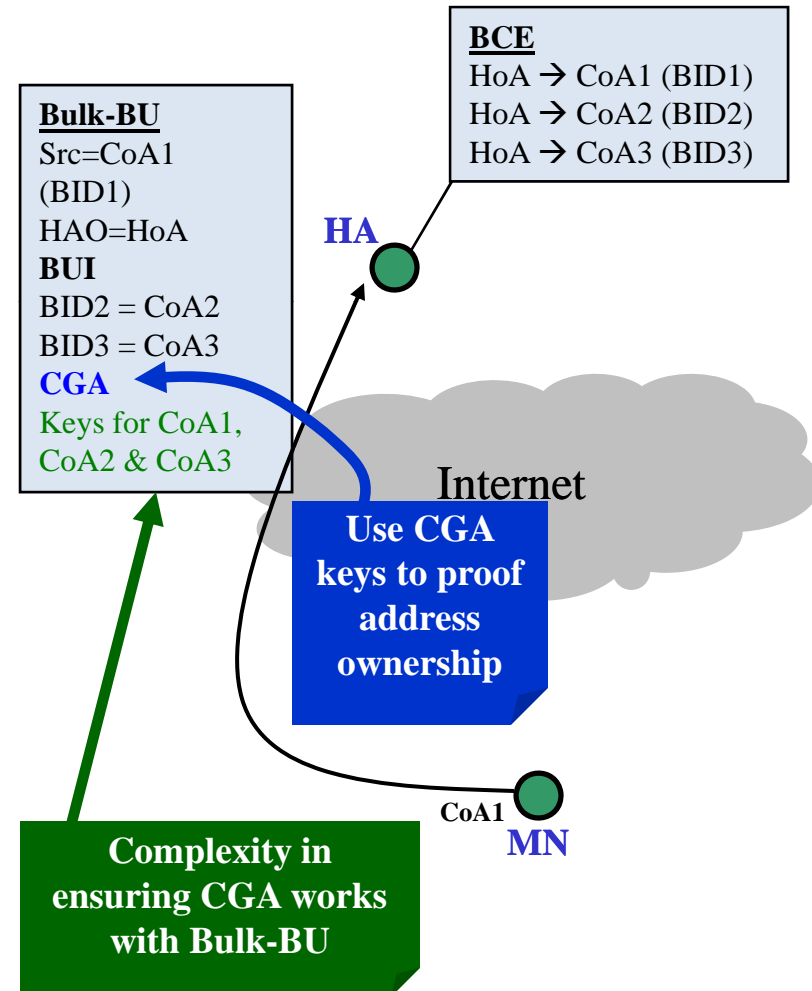 BCE
HoA → CoA1 (BID1)
HoA → CoA2 (BID2)
HoA → CoA3 (BID3)
Bulk-BU
Src=CoA1
(BID1)
HAO=HoA
BUI
BID2 = CoA2
BID3 = CoA3
CGA
Keys for CoA1,
CoA2 & CoA3
HA
Internet
Use CGA
keys to proof
address
ownership
CoA1
MN
Complexity in
ensuring CGA works
with Bulk-BU